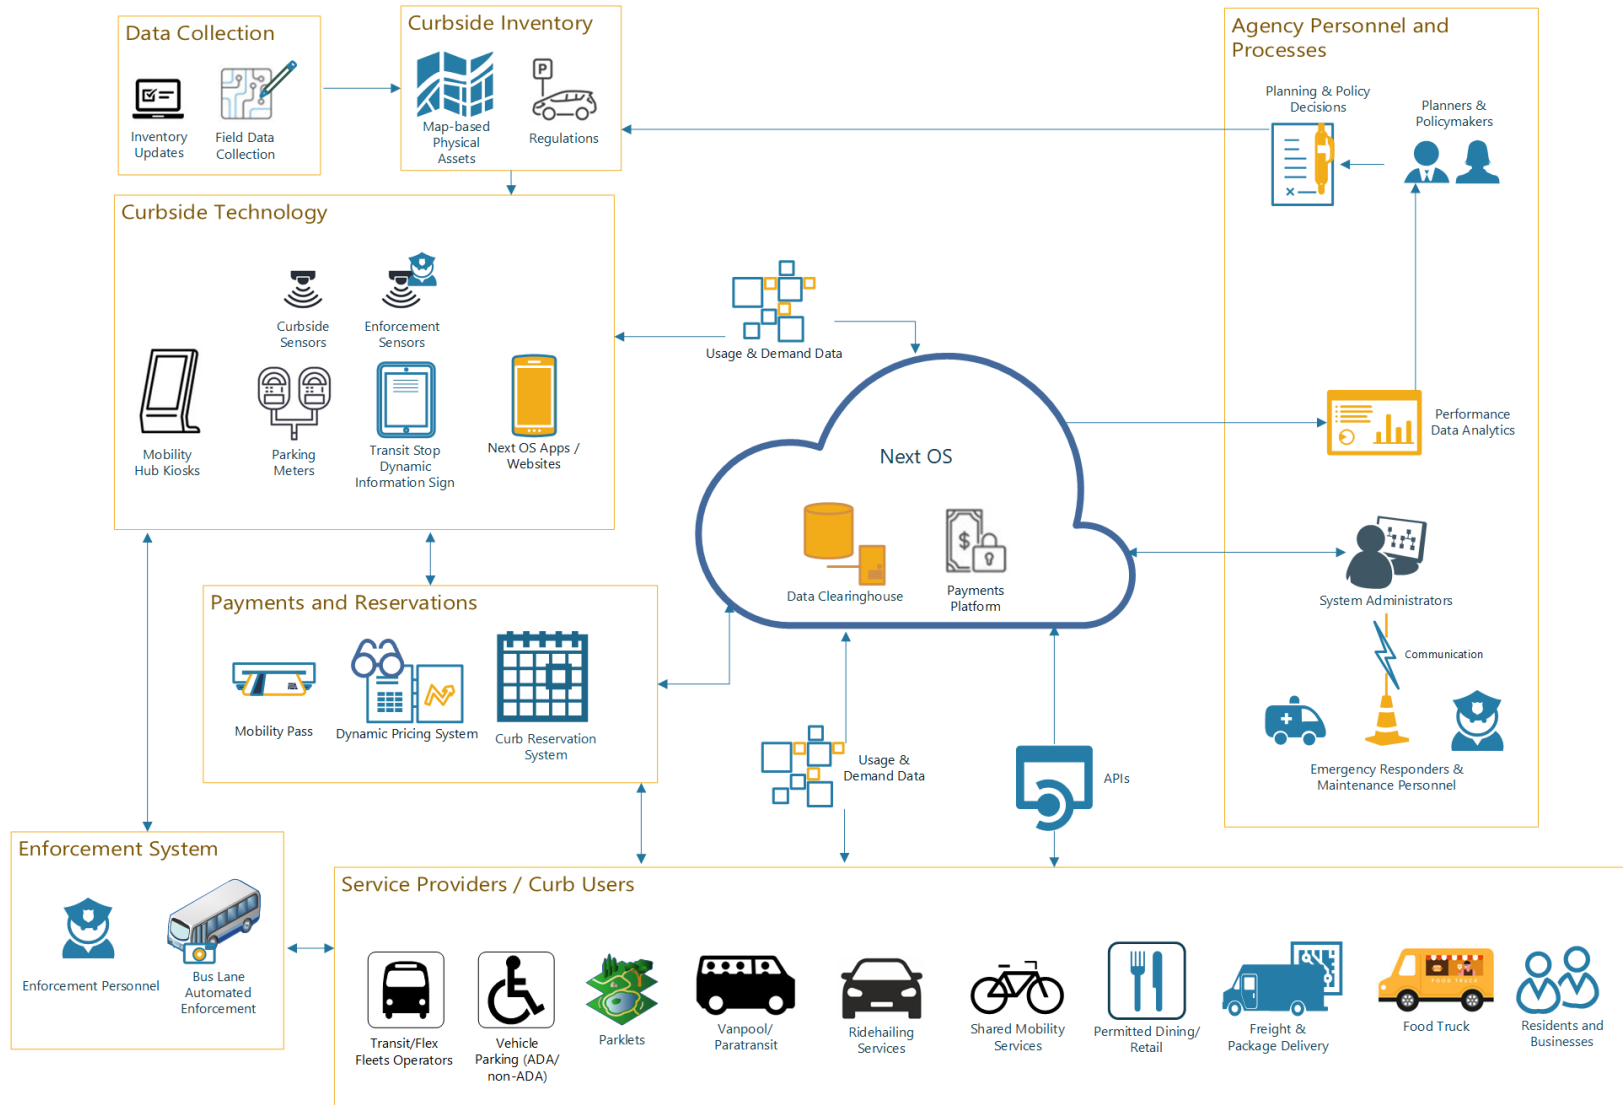 Data Collection
Inventory
Updates
Field Data
Collection
Curbside Inventory
Map-based
Physical
Assets
P
Regulations
Agency Personnel and
Processes
Planning & Policy
Decisions
Planners &
Policymakers
Performance
Data Analytics
System Administrators
Communication
Emergency Responders &
Maintenance Personnel
Curbside Technology
Curbside
Sensors
Enforcement
Sensors
Mobility
Hub Kiosks
Parking
Meters
Transit Stop
Dynamic
Information Sign
Next OS Apps /
Websites
Usage & Demand Data
Next OS
Data Clearinghouse
$
Payments
Platform
Payments and Reservations
Mobility Pass
Dynamic Pricing System
Curb Reservation
System
Usage &
Demand Data
APIs
Enforcement System
Enforcement Personnel
Bus Lane
Automated
Enforcement
Service Providers / Curb Users
Transit/Flex
Fleets Operators
Vehicle
Parking (ADA/
non-ADA)
Parklets
Vanpool/
Paratransit
Ridehailing
Services
Shared Mobility
Services
Permitted Dining/
Retail
Freight &
Package Delivery
FOOD TRUCK
Food Truck
Residents and
Businesses